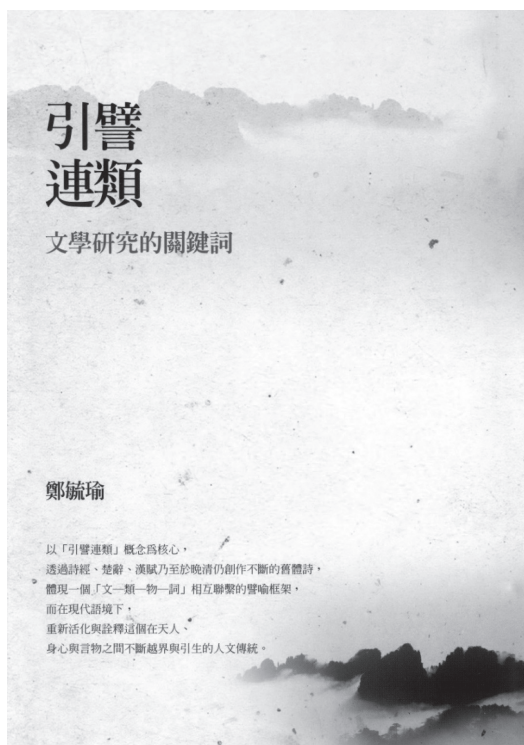 引譬
連類
文學研究的關鍵詞
鄭毓瑜
以「引譬連類」概念爲核心，
透過詩經、楚辭、漢賦乃至於晚清仍創作不斷的舊體詩，
體現一個「文─類─物─詞」相互聯繫的譬喻框架，
而在現代語境下，
重新活化與詮釋這個在天人、
身心與言物之間不斷越界與引生的人文傳統。